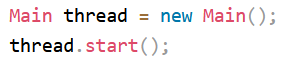 Main thread = new Main();
thread.start();